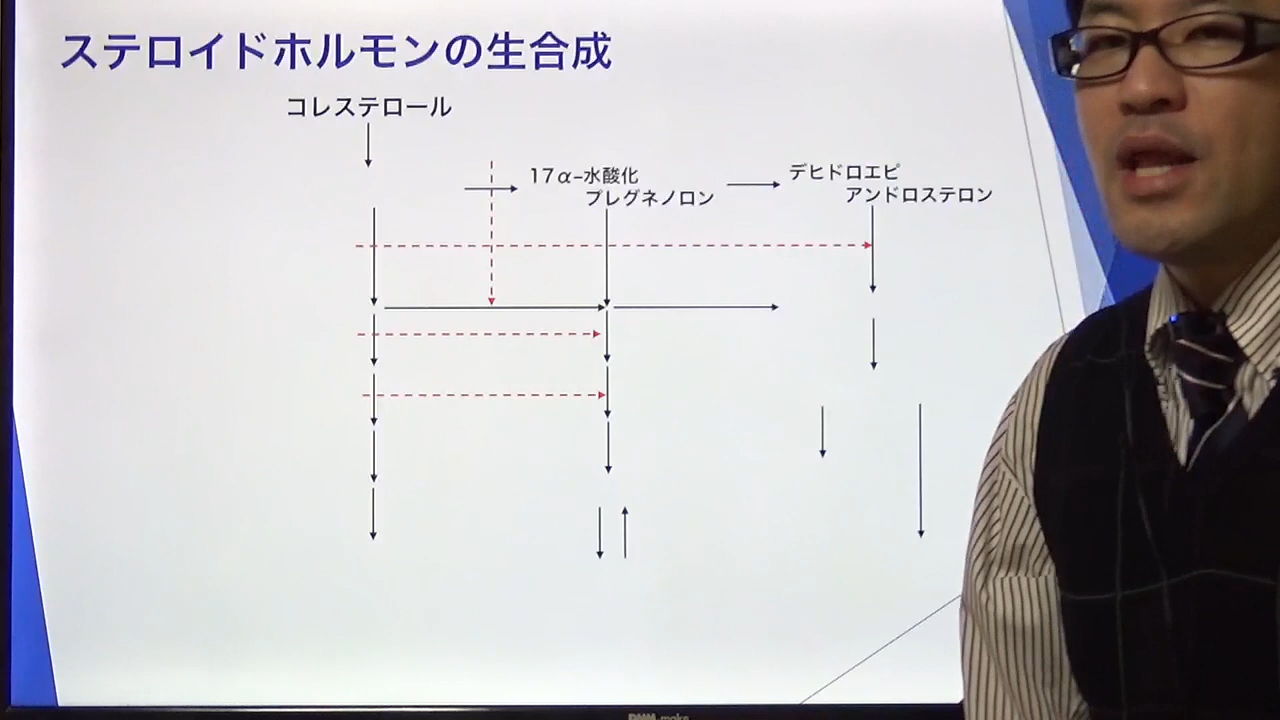 ステロイドホルモンの生合成
コレステロール
17α-水酸化
プレグネノロン
デヒドロエピ
アンドロステロン